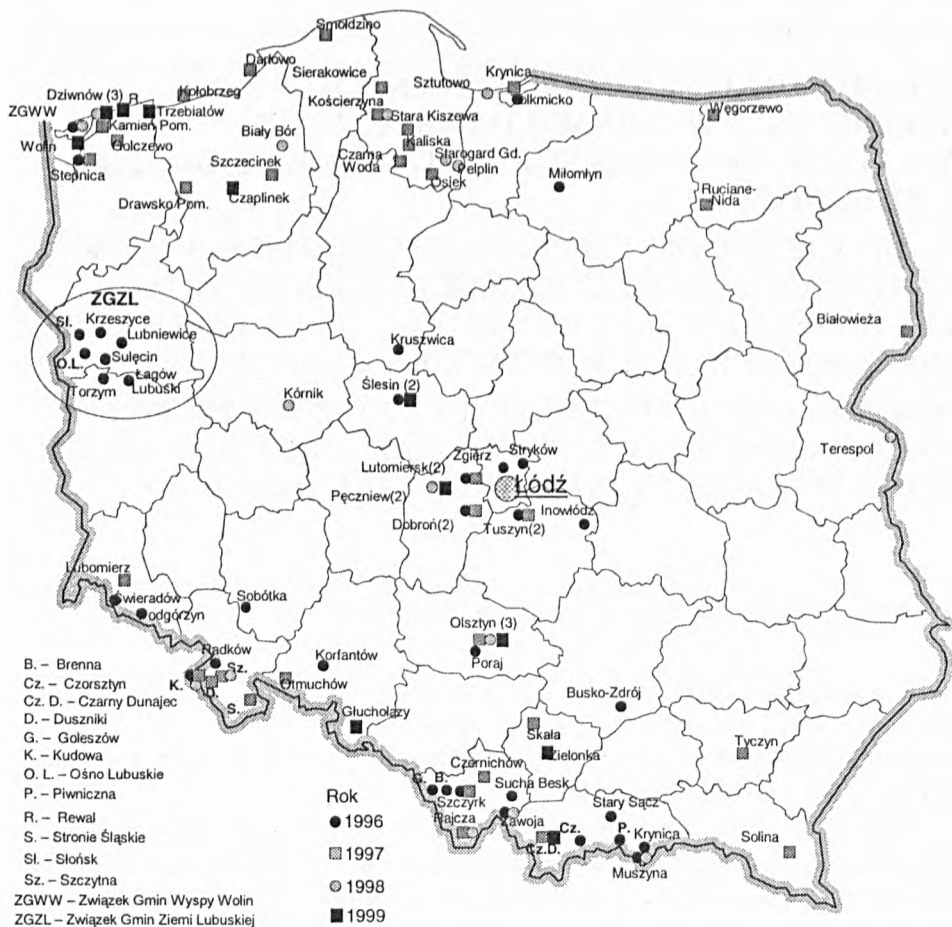 Smołdzino
Darłowo
Sierakowice
Sztutowo
Krynica
Dziwnów (3)
R.
Kołobrzeg
Kościerzyna
Tolkmicko
ZGWW
Trzebiatów
Kamień Pom.
Stara Kiszewa
Węgorzewo
Biały Bór
Kaliska
Wolin
Golczewo
Szczecinek
Czarna
Woda
Starogard Gd.
Pelplin
Stepnica
Osiek
Miłomłyn
Ruciane-
Nida
Drawsko Pom.
Czaplinek
ZGZL
Sł.
Krzeszyce
Lubniewice
Białowieża
O.L.
Sulęcin
Kruszwica
Łagów
Lubuski
Torzym
Ślesin (2)
Kórnik
Terespol
Zgierz
Stryków
Lutomiersk(2)
Łódź
Pęczniew(2)
Inowłódz
Dobroń(2)
Tuszyn(2)
Lubomierz
Świeradów
Podgórzyn
Sobótka
Olsztyn (3)
Poraj
Radków
Sz.
Korfantów
K.
D.
Otmuchów
S.
Busko-Zdrój
Głuchołazy
Skała
Zielonka
Tyczyn
Czernichów
G.
B.
Szczyrk
Sucha Besk.
Rajcza
Zawoja
Stary Sącz
Cz.D.
Cz.
P.
Krynica
Muszyna
Solina
B. – Brenna
Cz. – Czorsztyn
Cz. D. – Czarny Dunajec
D. – Duszniki
G. – Goleszów
K. – Kudowa
O. L. – Ośno Lubuskie
P. – Piwniczna
R. – Rewal
S. – Stronie Śląskie
Sł. – Słońsk
Sz. – Szczytna
ZGWW – Związek Gmin Wyspy Wolin
ZGZL – Związek Gmin Ziemi Lubuskiej
Rok
1996
1997
1998
1999